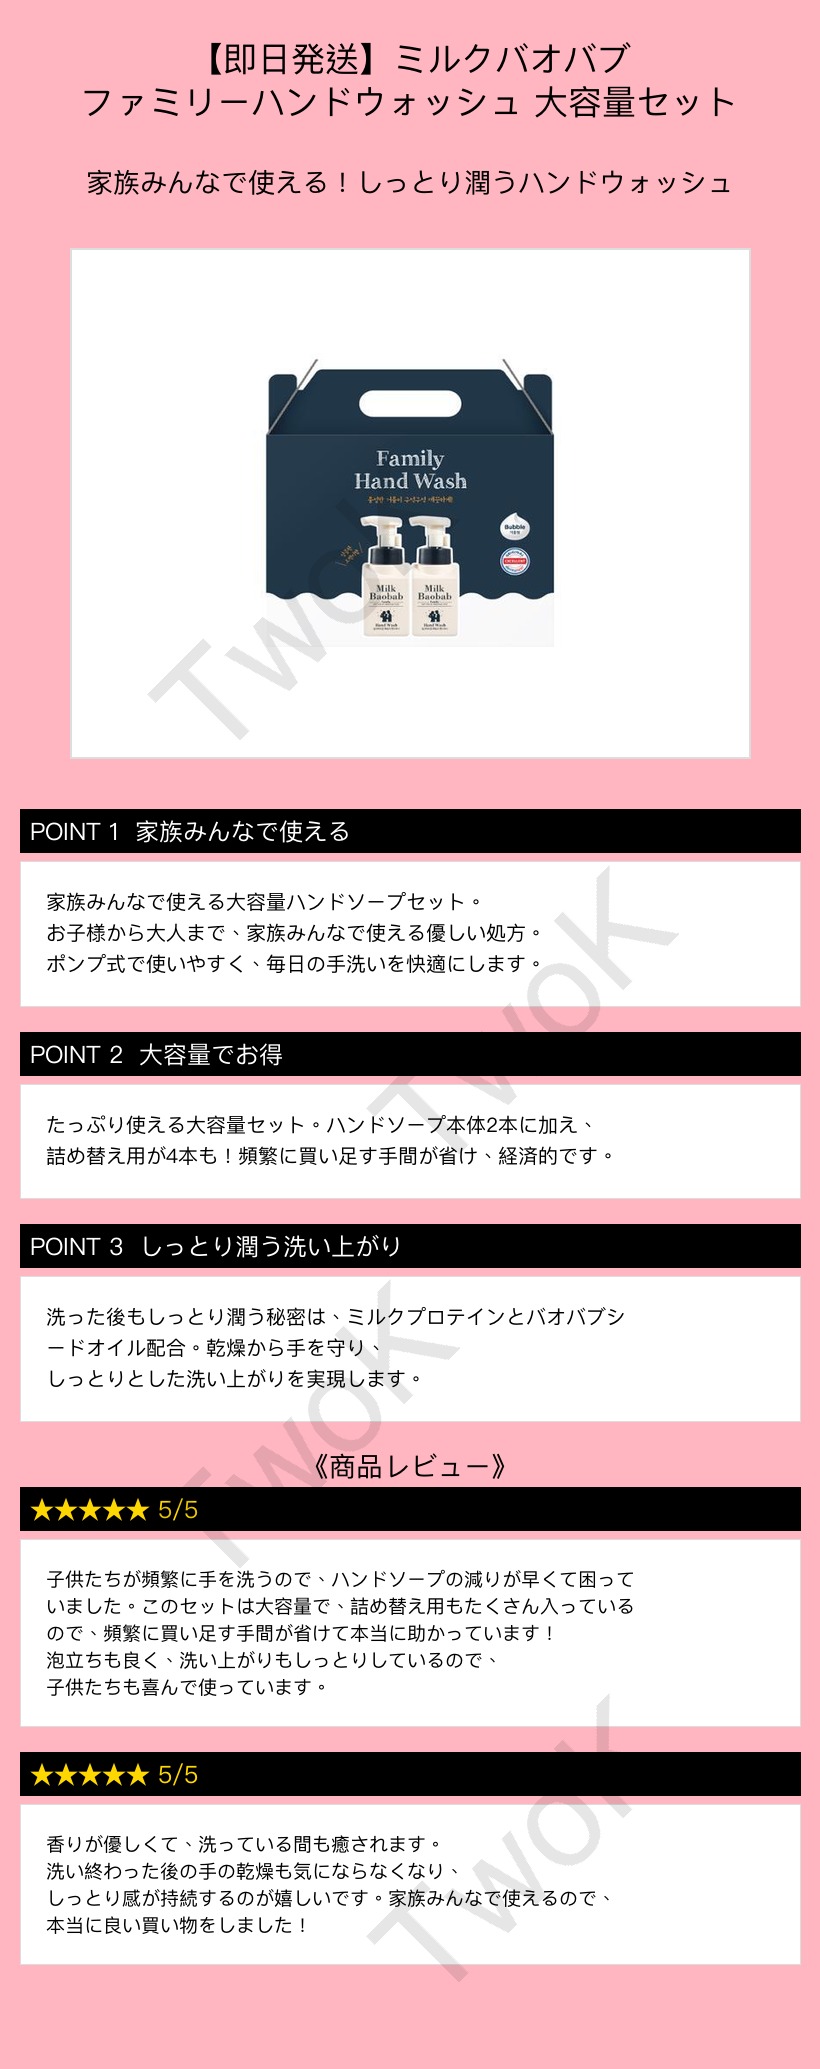 【即日発送】ミルクバオバブ
ファミリーハンドウォッシュ 大容量セット
家族みんなで使える！しっとり潤うハンドウォッシュ
Family
Hand Wash
Bubble
EXCELLENT
Milk
Baobab
Hand Wash
Milk
Baobab
Hand Wash
TwoK
POINT 1 家族みんなで使える
家族みんなで使える大容量ハンドソープセット。
お子様から大人まで、家族みんなで使える優しい処方。
ポンプ式で使いやすく、毎日の手洗いを快適にします。
TwoK
POINT 2 大容量でお得
たっぷり使える大容量セット。ハンドソープ本体2本に加え、
詰め替え用が4本も！頻繁に買い足す手間が省け、経済的です。
POINT 3 しっとり潤う洗い上がり
洗った後もしっとり潤う秘密は、ミルクプロテインとバオバブシ
ードオイル配合。乾燥から手を守り、
しっとりとした洗い上がりを実現します。
TwoK
《商品レビュー》
★★★★★ 5/5
子供たちが頻繁に手を洗うので、ハンドソープの減りが早くて困って
いました。このセットは大容量で、詰め替え用もたくさん入っている
ので、頻繁に買い足す手間が省けて本当に助かっています！
泡立ちも良く、洗い上がりもしっとりしているので、
子供たちも喜んで使っています。
★★★★★ 5/5
香りが優しくて、洗っている間も癒されます。
洗い終わった後の手の乾燥も気にならなくなり、
しっとり感が持続するのが嬉しいです。家族みんなで使えるので、
本当に良い買い物をしました！
TwoK